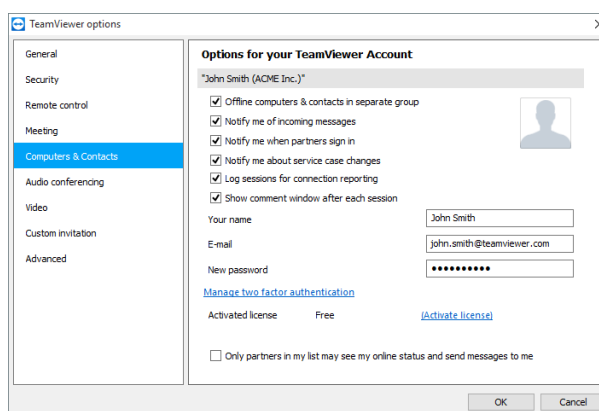 TeamViewer options
General
Security
Remote control
Meeting
Computers & Contacts
Audio conferencing
Video
Custom invitation
Advanced
Options for your TeamViewer Account
"John Smith (ACME Inc.)"
Offline computers & contacts in separate group
Notify me of incoming messages
Notify me when partners sign in
Notify me about service case changes
Log sessions for connection reporting
Show comment window after each session
Your name John Smith
E-mail john.smith@teamviewer.com
New password ●●●●●●●●●●
Manage two factor authentication
Activated license Free (Activate license)
Only partners in my list may see my online status and send messages to me
OK Cancel